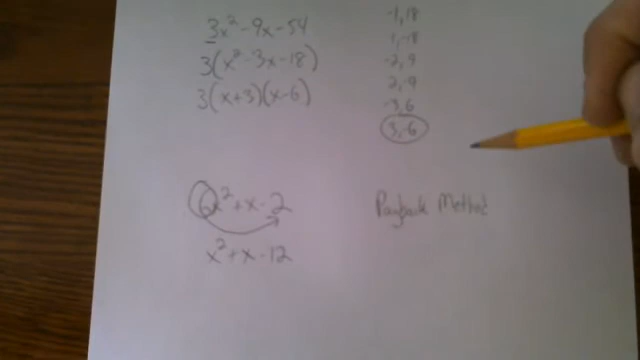 3x² - 9x - 54
3(x² - 3x - 18)
3(x+3)(x-6)
-1, 18
1, -18
-2, 9
2, -9
-3, 6
3, -6
6x² + x - 2
x² + x - 12
Payback Method